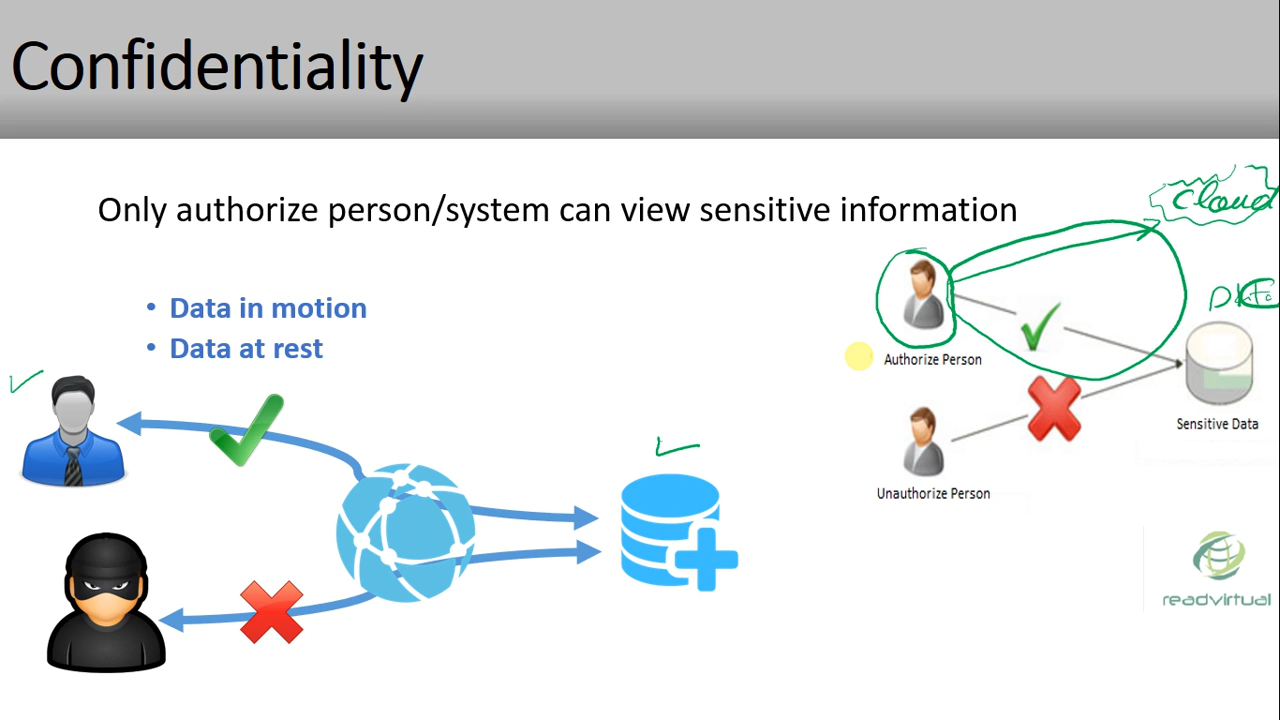 Confidentiality
Only authorize person/system can view sensitive information
cloud
• Data in motion
• Data at rest
Authorize Person
Sensitive Data
Unauthorize Person
readvirtual